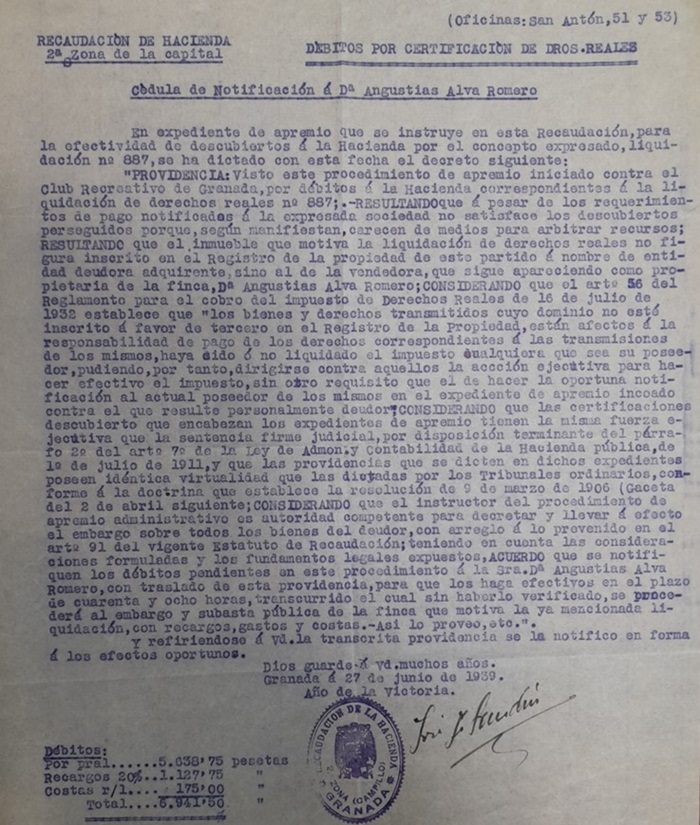 (Oficinas:San Antón,51 y 53)
RECAUDACIÓN DE HACIENDA
2ª Zona de la capital
DÉBITOS POR CERTIFICACIÓN DE DROS.REALES
Cédula de Notificación á Dª Angustias Alva Romero
En expediente de apremio que se instruye en esta Recaudación,para
la efectividad de descubiertos á la Hacienda por el concepto expresado,liqui-
dación nº 887,se ha dictado con esta fecha el decreto siguiente:
"PROVIDENCIA:Visto este procedimiento de apremio iniciado contra el
Club Recreativo de Granada,por débitos á la Hacienda correspondientes á la li-
quidación de derechos reales nº 887;.-RESULTANDOque á pesar de los requerimien-
tos de pago notificados á la expresada sociedad no satisface los descubiertos
perseguidos porque,según manifiestan,carecen de medios para arbitrar recursos;
RESULTANDO que el inmueble que motiva la liquidación de derechos reales no fi-
gura inscrito en el Registro de la propiedad de este partido á nombre de enti-
dad deudora adquirente,sino al de la vendedora,que sigue apareciendo como pro-
pietaria de la finca,Dª Angustias Alva Romero;CONSIDERANDO que el artº 56 del
Reglamento para el cobro del impuesto de Derechos Reales de 16 de julio de
1932 establece que "los bienes y derechos transmitidos cuyo dominio no esté
inscrito á favor de tercero en el Registro de la Propiedad,están afectos á la
responsabilidad de pago de los derechos correspondientes á las transmisiones
de los mismos,haya sido ó no liquidado el impuesto cualquiera que sea su posee-
dor,pudiendo,por tanto,dirigirse contra aquellos la accción ejecutiva para ha-
cer efectivo el impuesto,sin otro requisito que el de hacer la oportuna noti-
ficación al actual poseedor de los mismos en el expediente de apremio incoado
contra el que resulte personalmente deudor";CONSIDERANDO que las certificaciones
descubierto que encabezan los expedientes de apremio tienen la misma fuerza e-
jecutiva que la sentencia firme judicial,por disposición terminante del párra-
fo 2º del artº 7º de la Ley de Admon.y Contabilidad de la Hacienda pública,de
1º de julio de 1911,y que las providencias que se dicten en dichos expedientes
poseen idéntica virtualidad que las dictadas por los Tribunales ordinarios,con-
forme á la doctrina que establece la resolución de 9 de marzo de 1906 (Gaceta
del 2 de abril siguiente;CONSIDERANDO que el instructor del procedimiento de
apremio administrativo es autoridad competente para decretar y llevar á efecto
el embargo sobre todos los bienes del deudor,con arreglo á lo prevenido en el
artº 91 del vigente Estatuto de Recaudación;teniendo en cuenta las considera-
ciones formuladas y los fundamentos legales expuestos,ACUERDO que se notifi-
quen los débitos pendientes en este procedimiento á la Sra.Dª Angustias Alva
Romero,con traslado de esta providencia,para que los haga efectivos en el plazo
de cuarenta y ocho horas,transcurrido el cual sin haberlo verificado,se proce-
derá al embargo y subasta pública de la finca que motiva la ya mencionada li-
quidación,con recargos,gastos y costas.-Asi lo proveo,etc.".
Y refiriendose á Vd.la transcrita providencia se la notifico en forma
á los efectos oportunos.
Dios guarde á Vd.muchos años.
Granada á 27 de junio de 1939.
Año de la Victoria.
RECAUDACION DE LA HACIENDA
2ª ZONA (CAMPILLO)
GRANADA
Débitos:
Por pral......5.638'75 pesetas
Recargos 20%..1.127'75 "
Costas r/l.... 175'00 "
Total....6.941'50 "